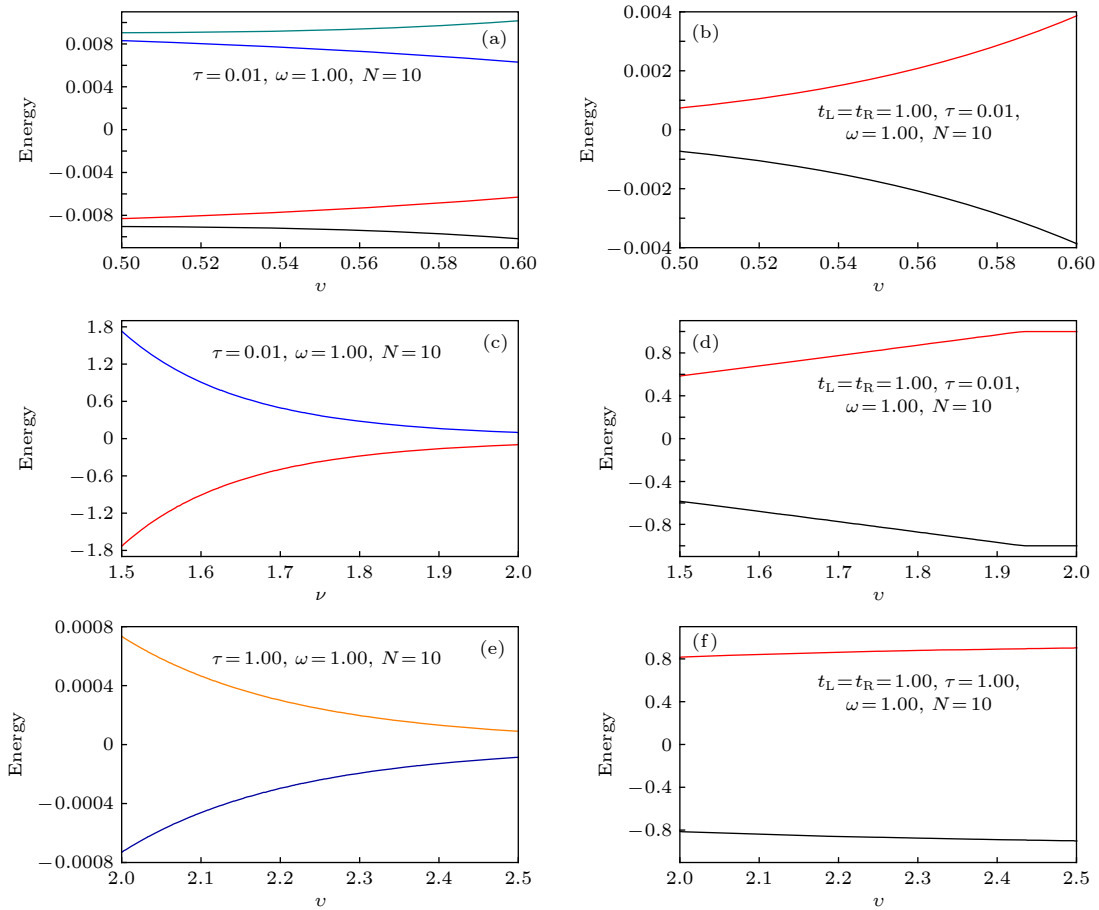 (a)
τ=0.01, ω=1.00, N=10
Energy
0.008
0.004
0
−0.004
−0.008
0.50 0.52 0.54 0.56 0.58 0.60
υ
(b)
t_L=t_R=1.00, τ=0.01,
ω=1.00, N=10
Energy
0.004
0.002
0
−0.002
−0.004
0.50 0.52 0.54 0.56 0.58 0.60
υ
(c)
τ=0.01, ω=1.00, N=10
Energy
1.8
1.2
0.6
0
−0.6
−1.2
−1.8
1.5 1.6 1.7 1.8 1.9 2.0
ν
(d)
t_L=t_R=1.00, τ=0.01,
ω=1.00, N=10
Energy
0.8
0.4
0
−0.4
−0.8
1.5 1.6 1.7 1.8 1.9 2.0
υ
(e)
τ=1.00, ω=1.00, N=10
Energy
0.0008
0.0004
0
−0.0004
−0.0008
2.0 2.1 2.2 2.3 2.4 2.5
υ
(f)
t_L=t_R=1.00, τ=1.00,
ω=1.00, N=10
Energy
0.8
0.4
0
−0.4
−0.8
2.0 2.1 2.2 2.3 2.4 2.5
υ